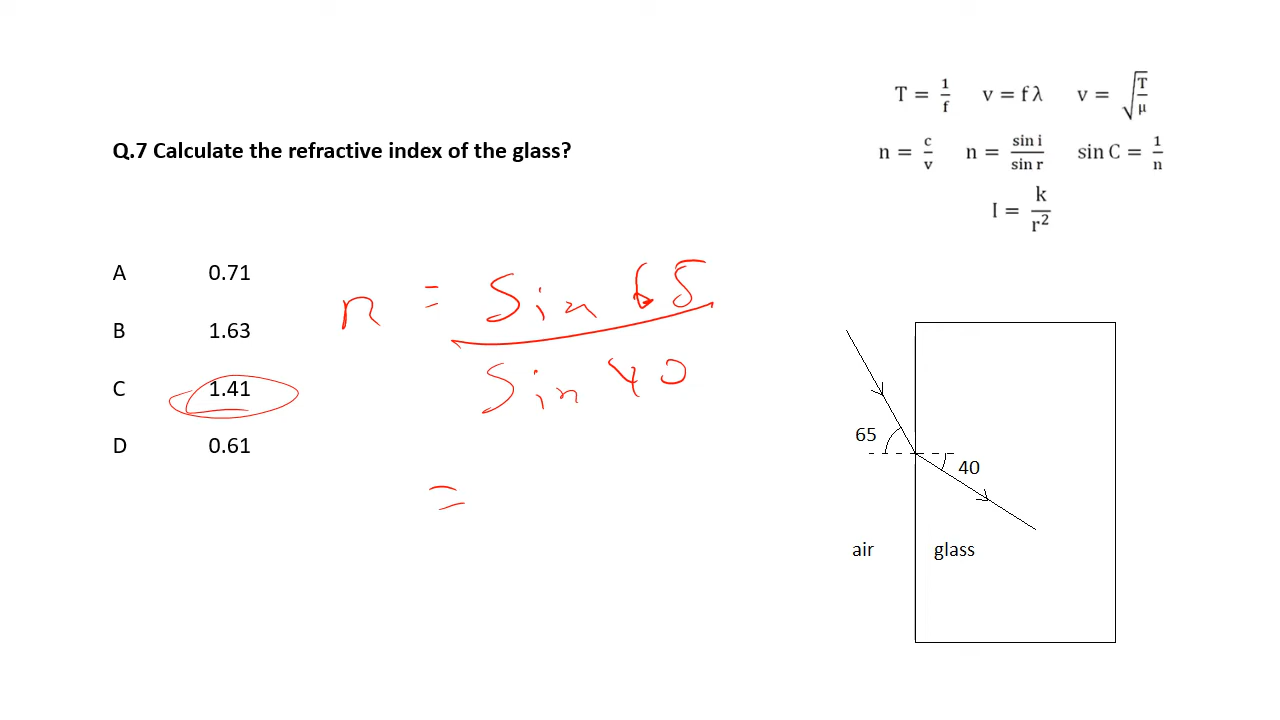 T = 1/f v = f λ v = √(T/μ)
Q.7 Calculate the refractive index of the glass?
n = c/v n = sin i/sin r sin C = 1/n
I = k/r²
A 0.71
B 1.63
C 1.41
D 0.61
n = Sin 65
Sin 40
=
65
40
air glass